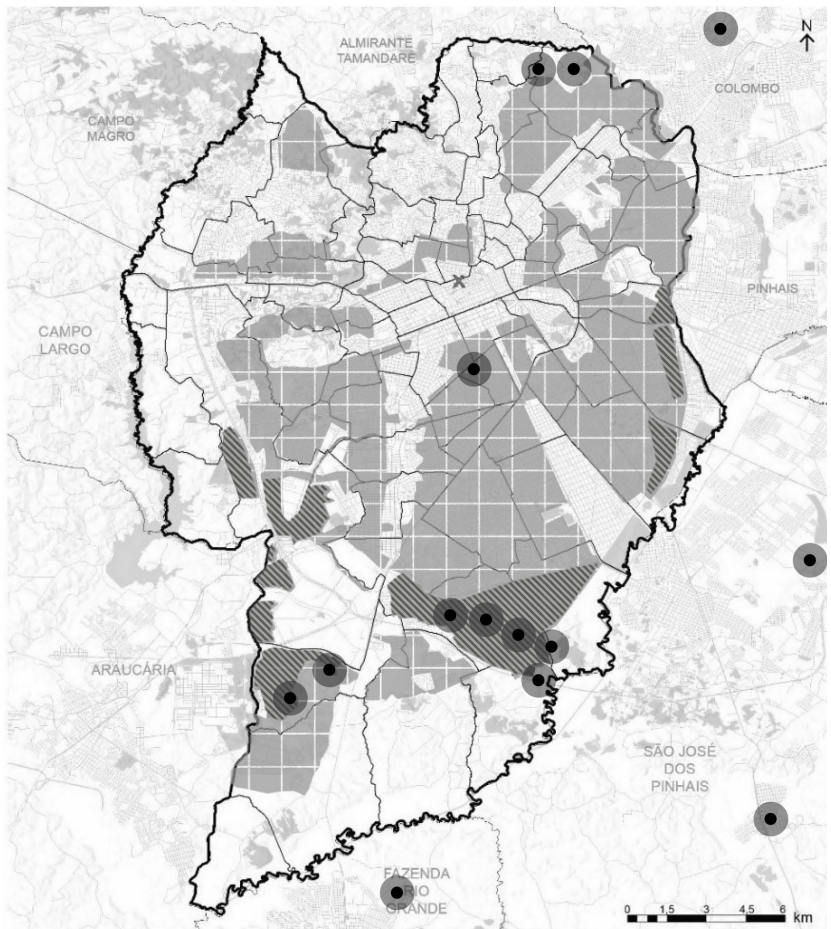 N
ALMIRANTE
TAMANDARÉ
COLOMBO
CAMPO
MAGRO
PINHAIS
CAMPO
LARGO
ARAUCÁRIA
SÃO JOSÉ
DOS
PINHAIS
FAZENDA
RIO
GRANDE
0 1,5 3 4,5 6
km